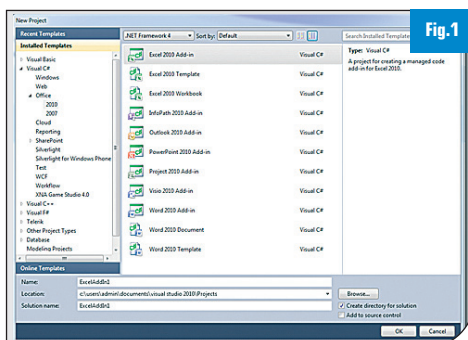 New Project
Fig.1
Recent Templates
.NET Framework 4
Sort by: Default
Search Installed Template
Installed Templates
Visual Basic
Visual C#
Windows
Web
Office
2010
2007
Cloud
Reporting
SharePoint
Silverlight
Silverlight for Windows Phone
Test
WCF
Workflow
XNA Game Studio 4.0
Visual C++
Visual F#
Telerik
Other Project Types
Database
Modeling Projects
Online Templates
Excel 2010 Add-in Visual C#
Excel 2010 Template Visual C#
Excel 2010 Workbook Visual C#
InfoPath 2010 Add-in Visual C#
Outlook 2010 Add-in Visual C#
PowerPoint 2010 Add-in Visual C#
Project 2010 Add-in Visual C#
Visio 2010 Add-in Visual C#
Word 2010 Add-in Visual C#
Word 2010 Document Visual C#
Word 2010 Template Visual C#
Type: Visual C#
A project for creating a managed code
add-in for Excel 2010.
Name: ExcelAddIn1
Location: c:\users\admin\documents\visual studio 2010\Projects
Browse...
Solution name: ExcelAddIn1
Create directory for solution
Add to source control
OK Cancel